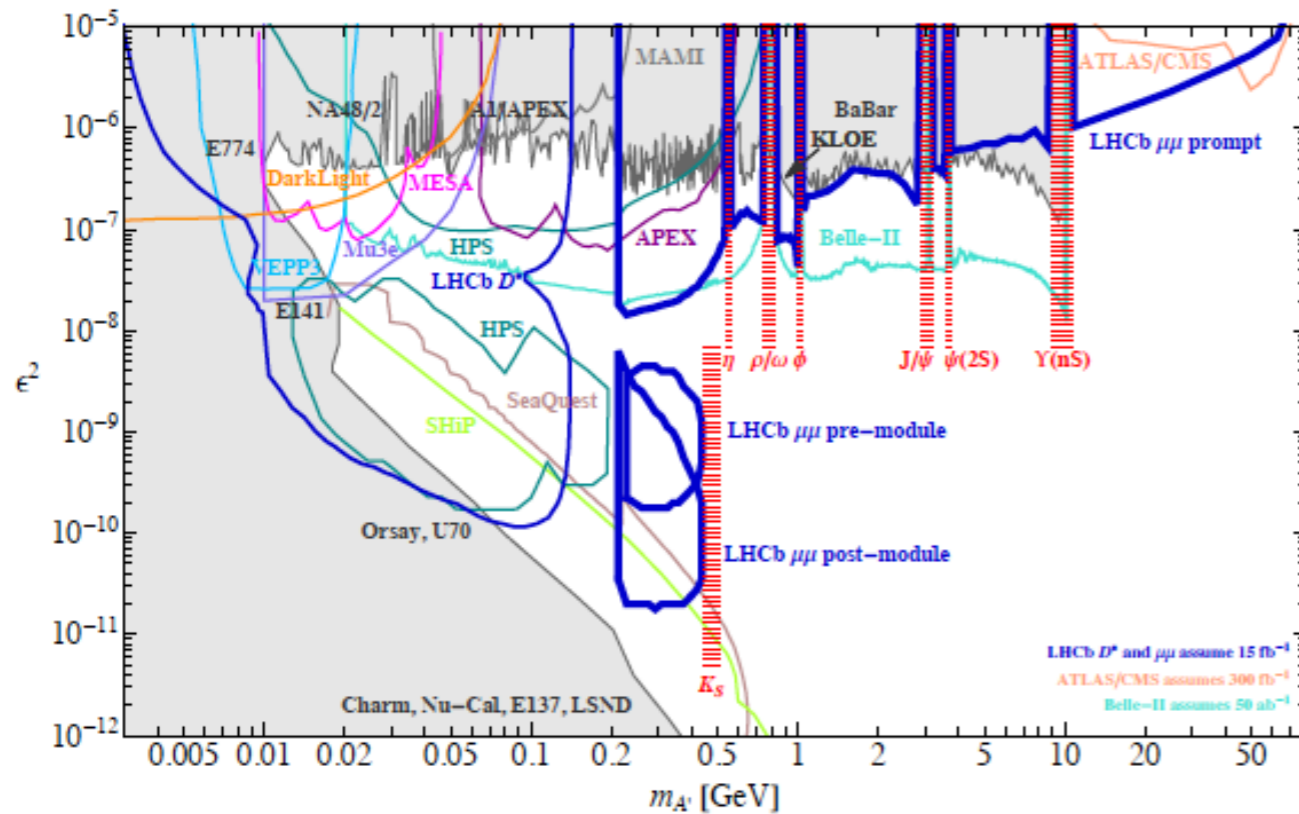 10⁻⁵
MAMI
ATLAS/CMS
NA48/2
A1/APEX
BaBar
10⁻⁶
E774
KLOE
LHCb μμ prompt
DarkLight
MESA
10⁻⁷
Mu3e
HPS
APEX
Belle−II
VEPP3
LHCb D*
E141
10⁻⁸
HPS
η
ρ/ω
ϕ
J/ψ
ψ(2S)
Υ(nS)
ϵ²
SeaQuest
SHiP
10⁻⁹
LHCb μμ pre−module
10⁻¹⁰
Orsay, U70
LHCb μμ post−module
10⁻¹¹
LHCb D* and μμ assume 15 fb⁻¹
K_S
ATLAS/CMS assumes 300 fb⁻¹
Charm, Nu−Cal, E137, LSND
Belle−II assumes 50 ab⁻¹
10⁻¹²
0.005 0.01 0.02 0.05 0.1 0.2 0.5 1 2 5 10 20 50
m_A' [GeV]